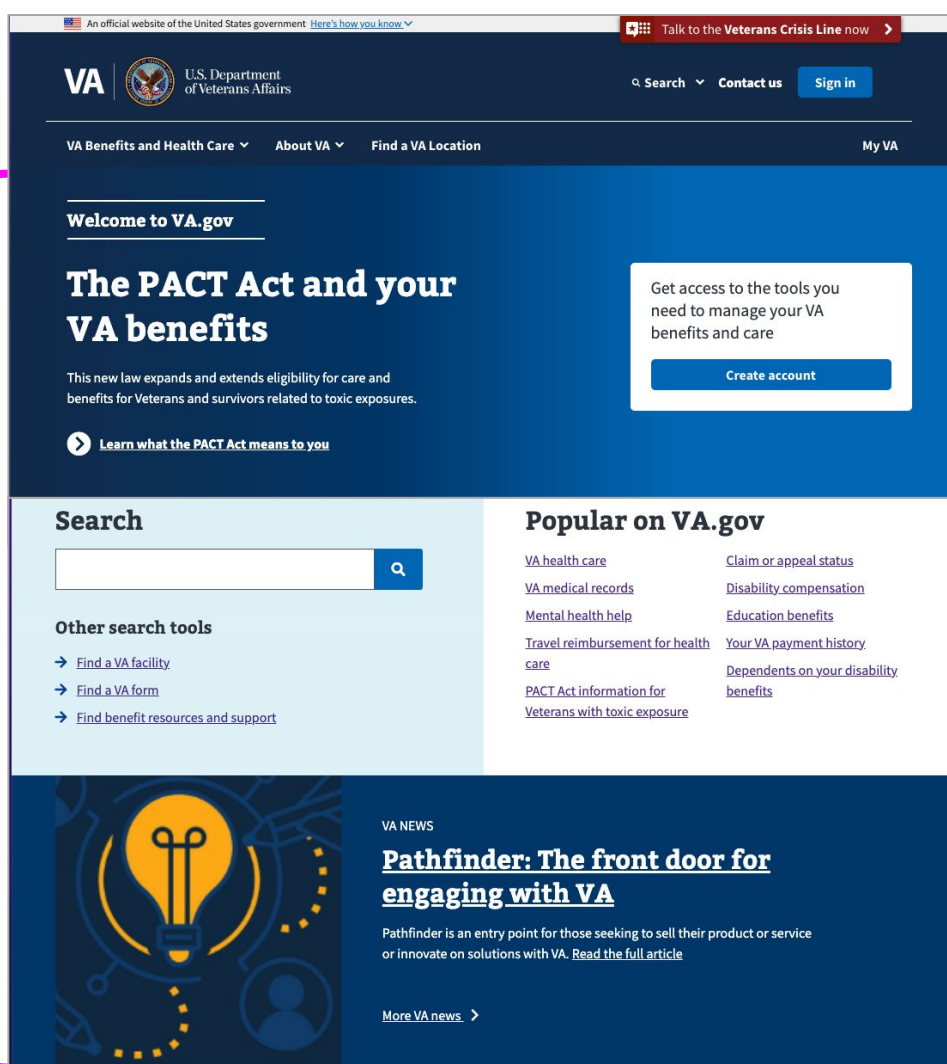 An official website of the United States government Here's how you know
Talk to the Veterans Crisis Line now
VA
U.S. Department
of Veterans Affairs
Search
Contact us
Sign in
VA Benefits and Health Care
About VA
Find a VA Location
My VA
Welcome to VA.gov
The PACT Act and your
VA benefits
This new law expands and extends eligibility for care and
benefits for Veterans and survivors related to toxic exposures.
Learn what the PACT Act means to you
Get access to the tools you
need to manage your VA
benefits and care
Create account
Search
Other search tools
Find a VA facility
Find a VA form
Find benefit resources and support
Popular on VA.gov
VA health care
VA medical records
Mental health help
Travel reimbursement for health
care
PACT Act information for
Veterans with toxic exposure
Claim or appeal status
Disability compensation
Education benefits
Your VA payment history
Dependents on your disability
benefits
VA NEWS
Pathfinder: The front door for
engaging with VA
Pathfinder is an entry point for those seeking to sell their product or service
or innovate on solutions with VA. Read the full article
More VA news